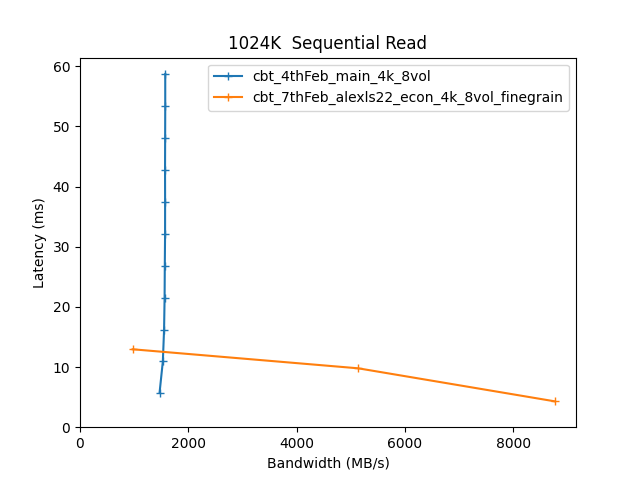 1024K  Sequential Read
cbt_4thFeb_main_4k_8vol
cbt_7thFeb_alexls22_econ_4k_8vol_finegrain
60
50
40
30
20
10
0
Latency (ms)
0 2000 4000 6000 8000
Bandwidth (MB/s)